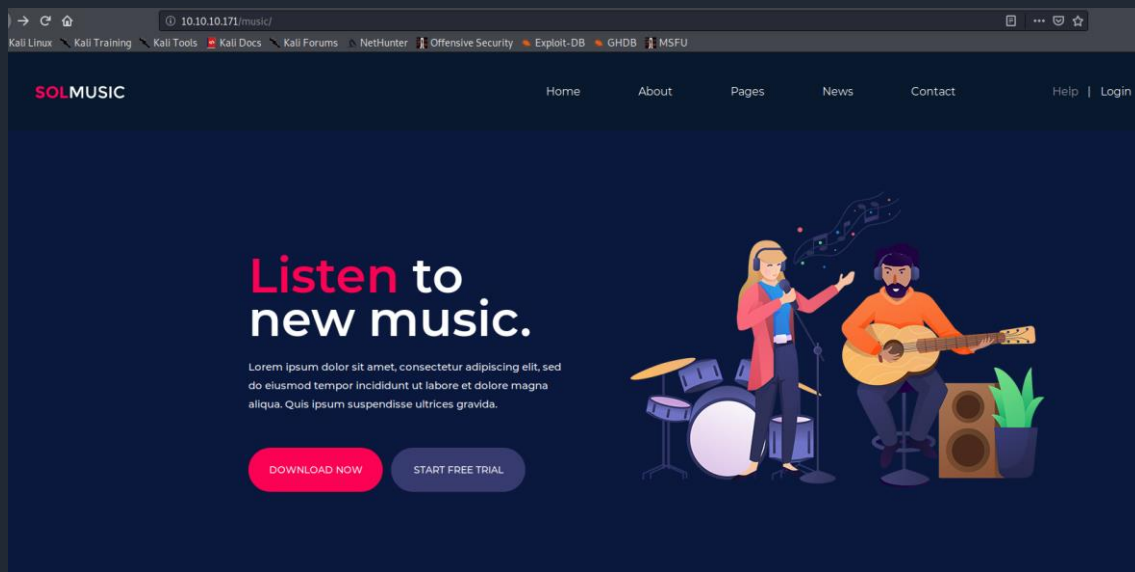 10.10.10.171/music/
Kali Linux Kali Training Kali Tools Kali Docs Kali Forums NetHunter Offensive Security Exploit-DB GHDB MSFU
SOLMUSIC Home About Pages News Contact Help | Login
Listen to
new music.
Lorem ipsum dolor sit amet, consectetur adipiscing elit, sed
do eiusmod tempor incididunt ut labore et dolore magna
aliqua. Quis ipsum suspendisse ultrices gravida.
DOWNLOAD NOW START FREE TRIAL